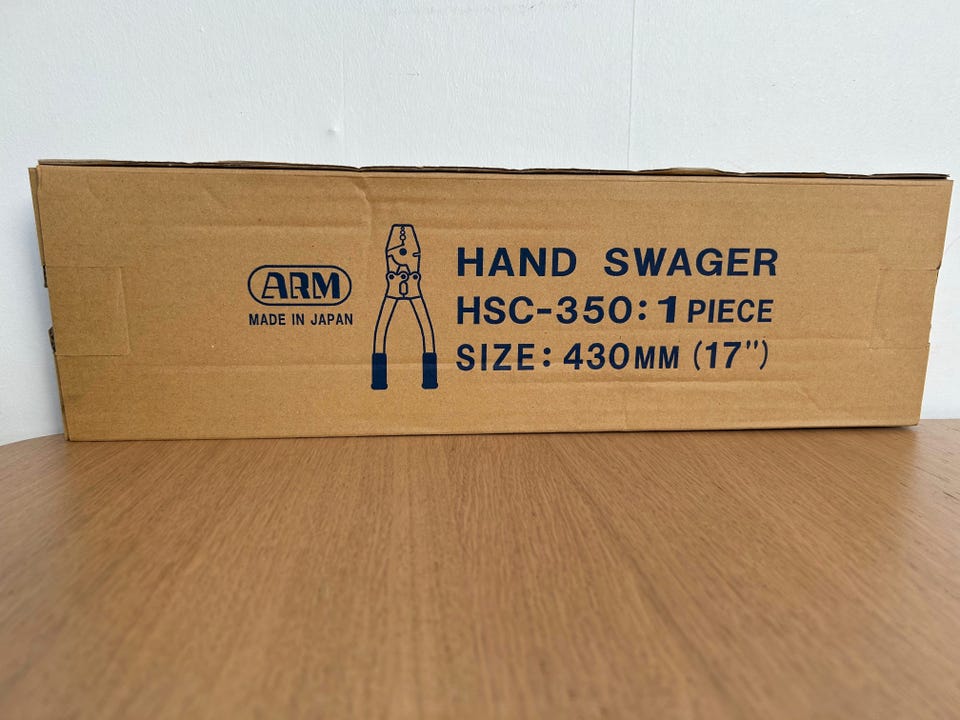 ARM
MADE IN JAPAN
HAND SWAGER
HSC-350:1 PIECE
SIZE: 430MM (17")